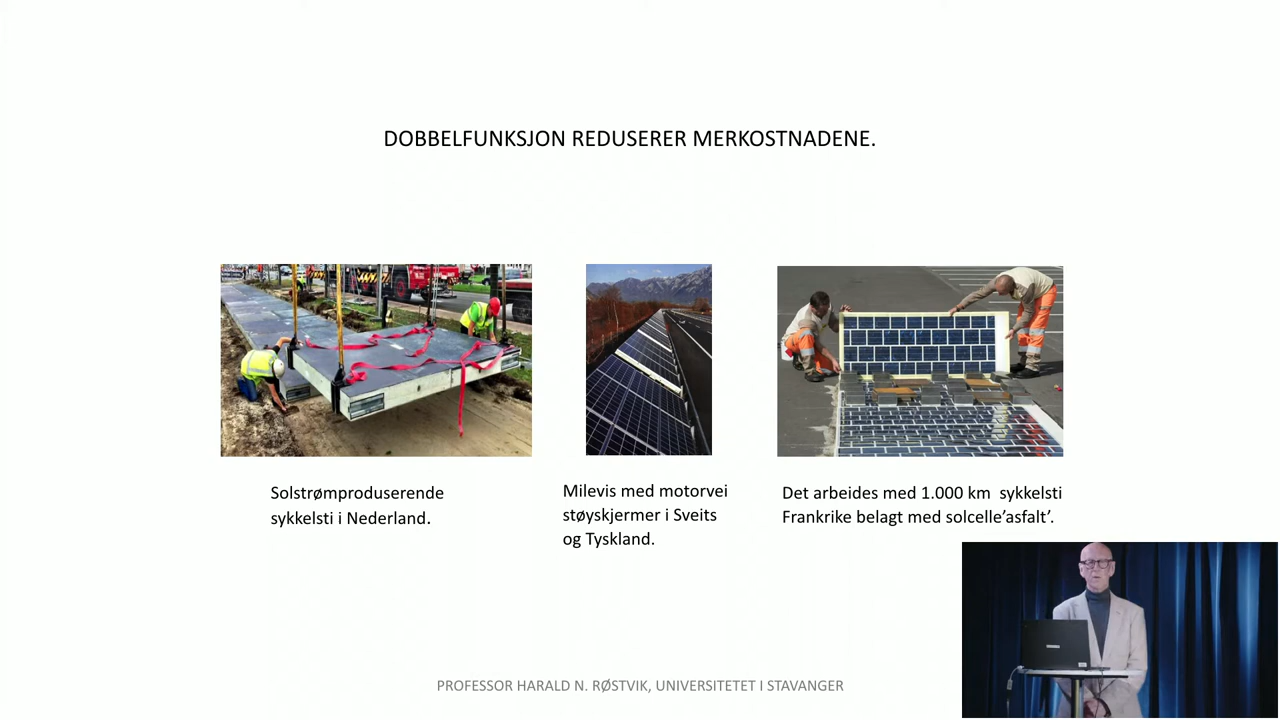 DOBBELFUNKSJON REDUSERER MERKOSTNADENE.
Solstrømproduserende
sykkelsti i Nederland.
Milevis med motorvei
støyskjermer i Sveits
og Tyskland.
Det arbeides med 1.000 km sykkelsti
Frankrike belagt med solcelle’asfalt’.
PROFESSOR HARALD N. RØSTVIK, UNIVERSITETET I STAVANGER